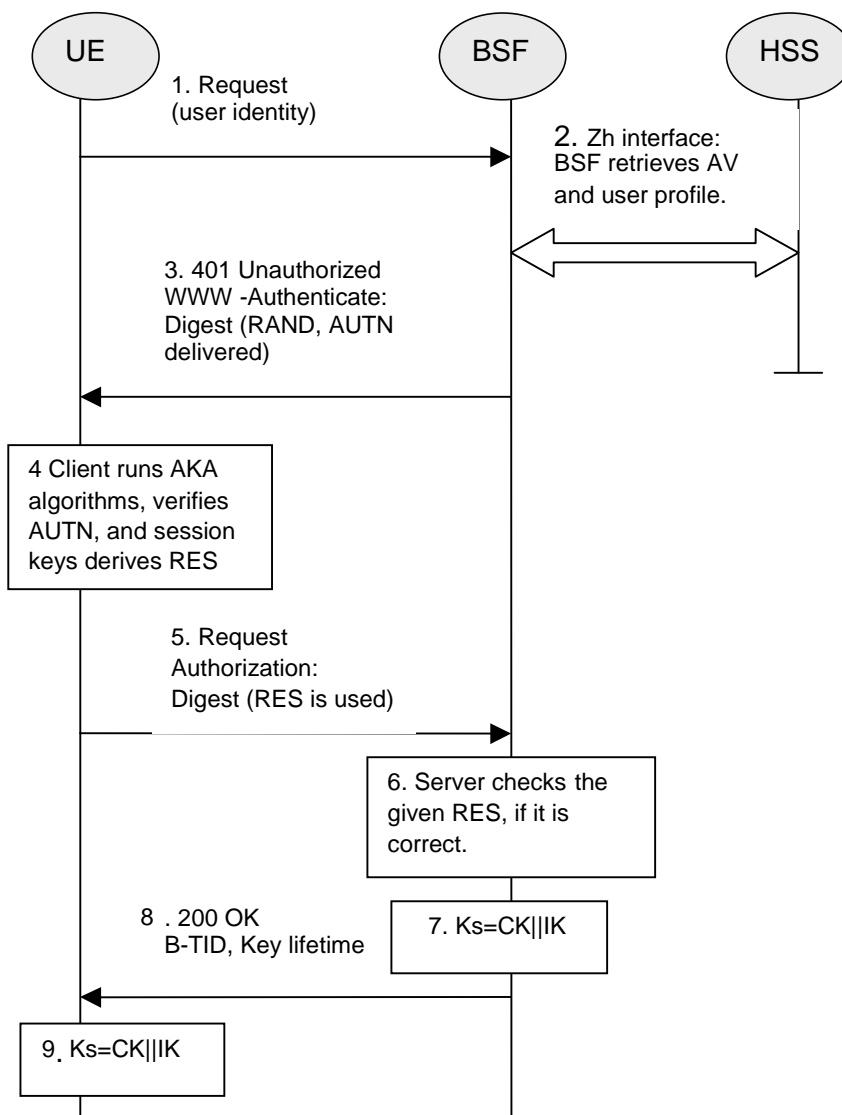 UE
BSF
HSS
1. Request
(user identity)
2. Zh interface:
BSF retrieves AV
and user profile.
3. 401 Unauthorized
WWW -Authenticate:
Digest (RAND, AUTN
delivered)
4 Client runs AKA
algorithms, verifies
AUTN, and session
keys derives RES
5. Request
Authorization:
Digest (RES is used)
6. Server checks the
given RES, if it is
correct.
7. Ks=CK||IK
8 . 200 OK
B-TID, Key lifetime
9. Ks=CK||IK